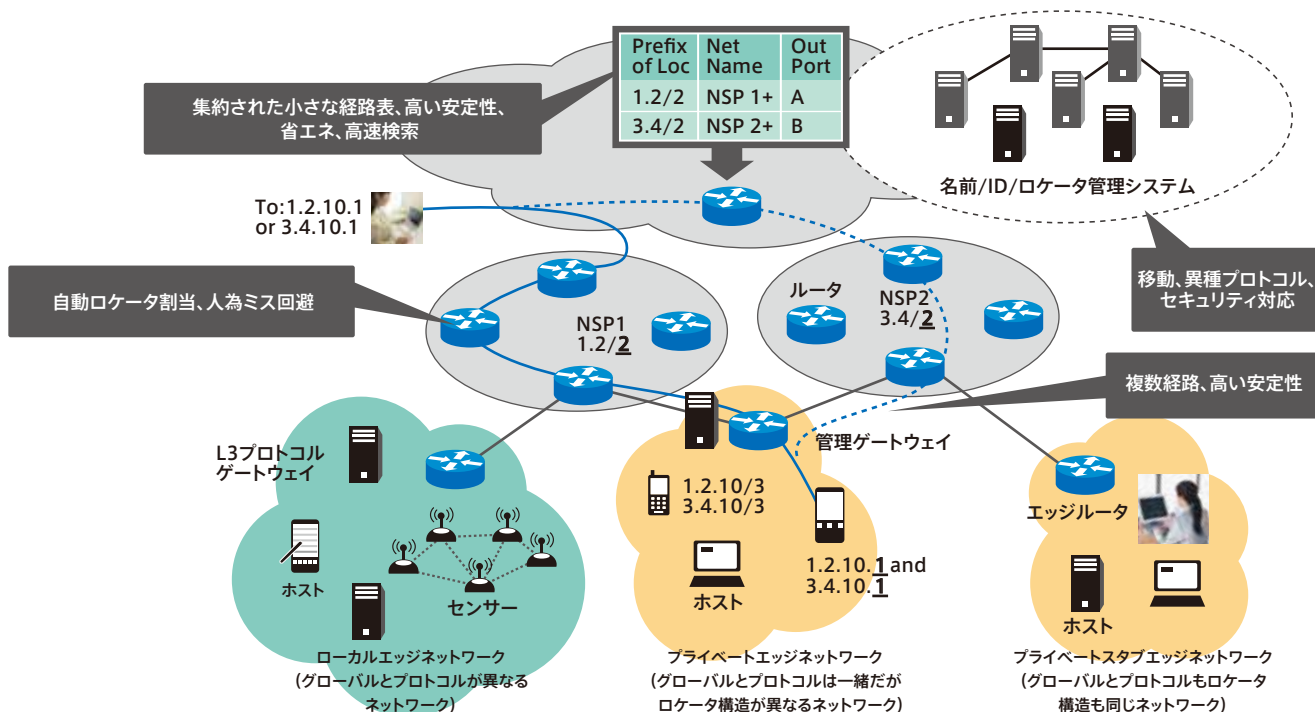 Prefix of Loc Net Name Out Port
1.2/2 NSP 1+ A
3.4/2 NSP 2+ B
集約された小さな経路表、高い安定性、
省エネ、高速検索
名前/ID/ロケータ管理システム
To:1.2.10.1
or 3.4.10.1
移動、異種プロトコル、
セキュリティ対応
自動ロケータ割当、人為ミス回避
NSP1
1.2/2
ルータ
NSP2
3.4/2
複数経路、高い安定性
L3プロトコル
ゲートウェイ
管理ゲートウェイ
1.2.10/3
3.4.10/3
エッジルータ
1.2.10.1 and
3.4.10.1
ホスト
センサー
ホスト
ホスト
ローカルエッジネットワーク
(グローバルとプロトコルが異なる
ネットワーク)
プライベートエッジネットワーク
(グローバルとプロトコルは一緒だが
ロケータ構造が異なるネットワーク)
プライベートスタブエッジネットワーク
(グローバルとプロトコルもロケータ
構造も同じネットワーク)